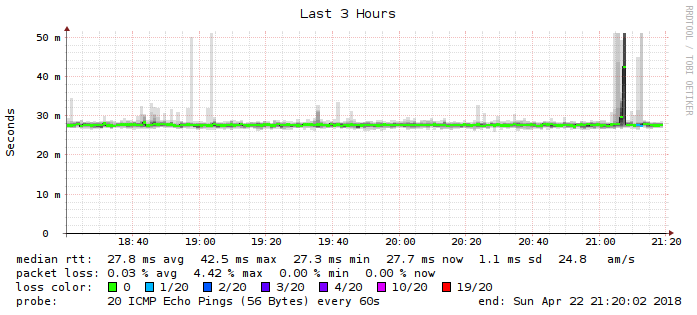 Last 3 Hours
RRDTOOL / TOBI OETIKER
Seconds
50 m
40 m
30 m
20 m
10 m
0
18:40 19:00 19:20 19:40 20:00 20:20 20:40 21:00 21:20
median rtt: 27.8 ms avg 42.5 ms max 27.3 ms min 27.7 ms now 1.1 ms sd 24.8 am/s
packet loss: 0.03 % avg 4.42 % max 0.00 % min 0.00 % now
loss color: 0 1/20 2/20 3/20 4/20 10/20 19/20
probe: 20 ICMP Echo Pings (56 Bytes) every 60s end: Sun Apr 22 21:20:02 2018